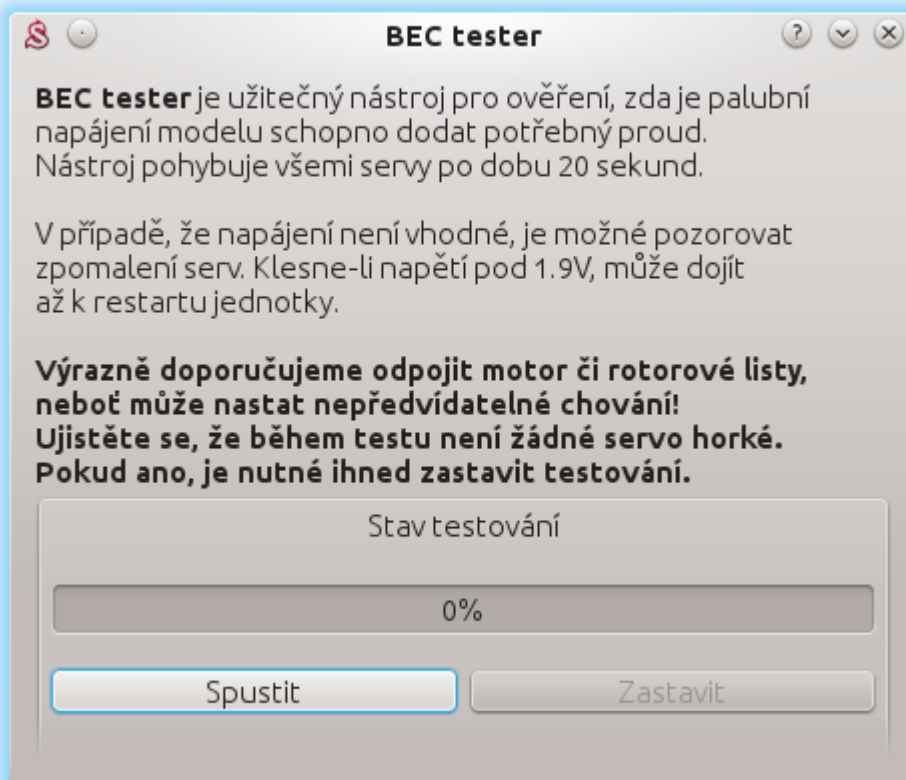 BEC tester
BEC tester je užitečný nástroj pro ověření, zda je palubní
napájení modelu schopno dodat potřebný proud.
Nástroj pohybuje všemi servy po dobu 20 sekund.
V případě, že napájení není vhodné, je možné pozorovat
zpomalení serv. Klesne-li napětí pod 1.9V, může dojít
až k restartu jednotky.
Výrazně doporučujeme odpojit motor či rotorové listy,
neboť může nastat nepředvídatelné chování!
Ujistěte se, že během testu není žádné servo horké.
Pokud ano, je nutné ihned zastavit testování.
Stav testování
0%
Spustit
Zastavit